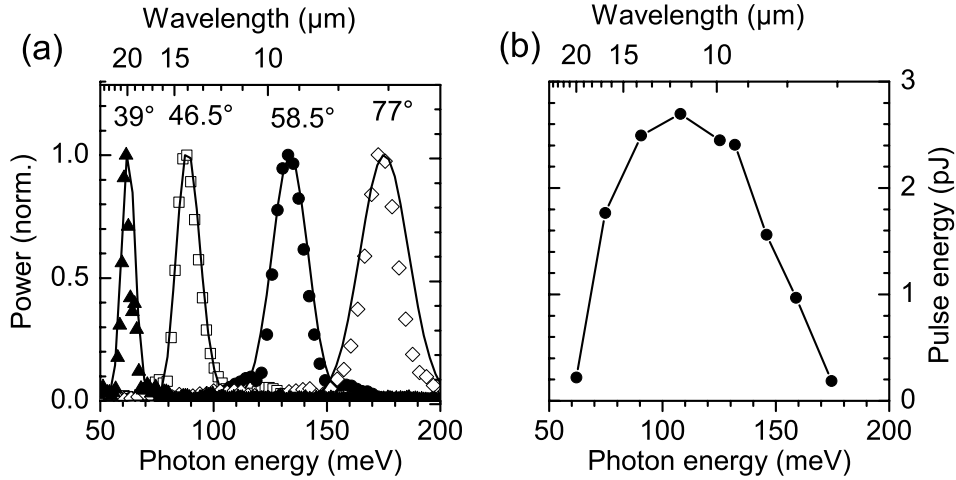 Wavelength (µm)
(a)
20 15 10
39° 46.5° 58.5° 77°
1.0
0.5
0.0
Power (norm.)
50 100 150 200
Photon energy (meV)
Wavelength (µm)
(b)
20 15 10
3
2
1
0
Pulse energy (pJ)
50 100 150 200
Photon energy (meV)